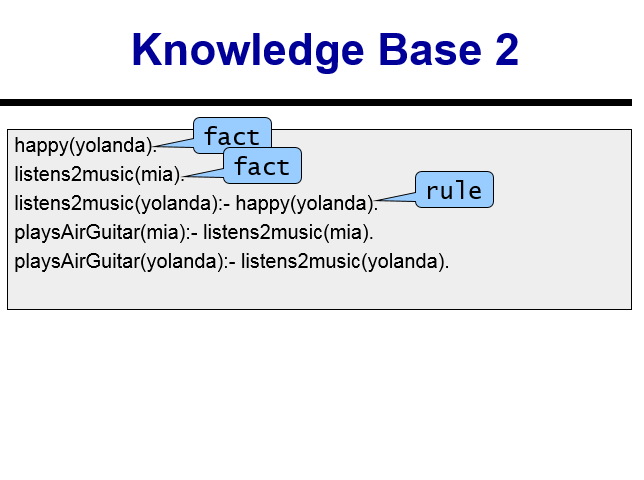 Knowledge Base 2
happy(yolanda).
fact
listens2music(mia).
fact
listens2music(yolanda):- happy(yolanda).
rule
playsAirGuitar(mia):- listens2music(mia).
playsAirGuitar(yolanda):- listens2music(yolanda).